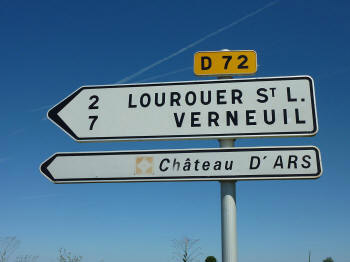 D 72
2 LOUROUER ST L.
7 VERNEUIL
Château D'ARS